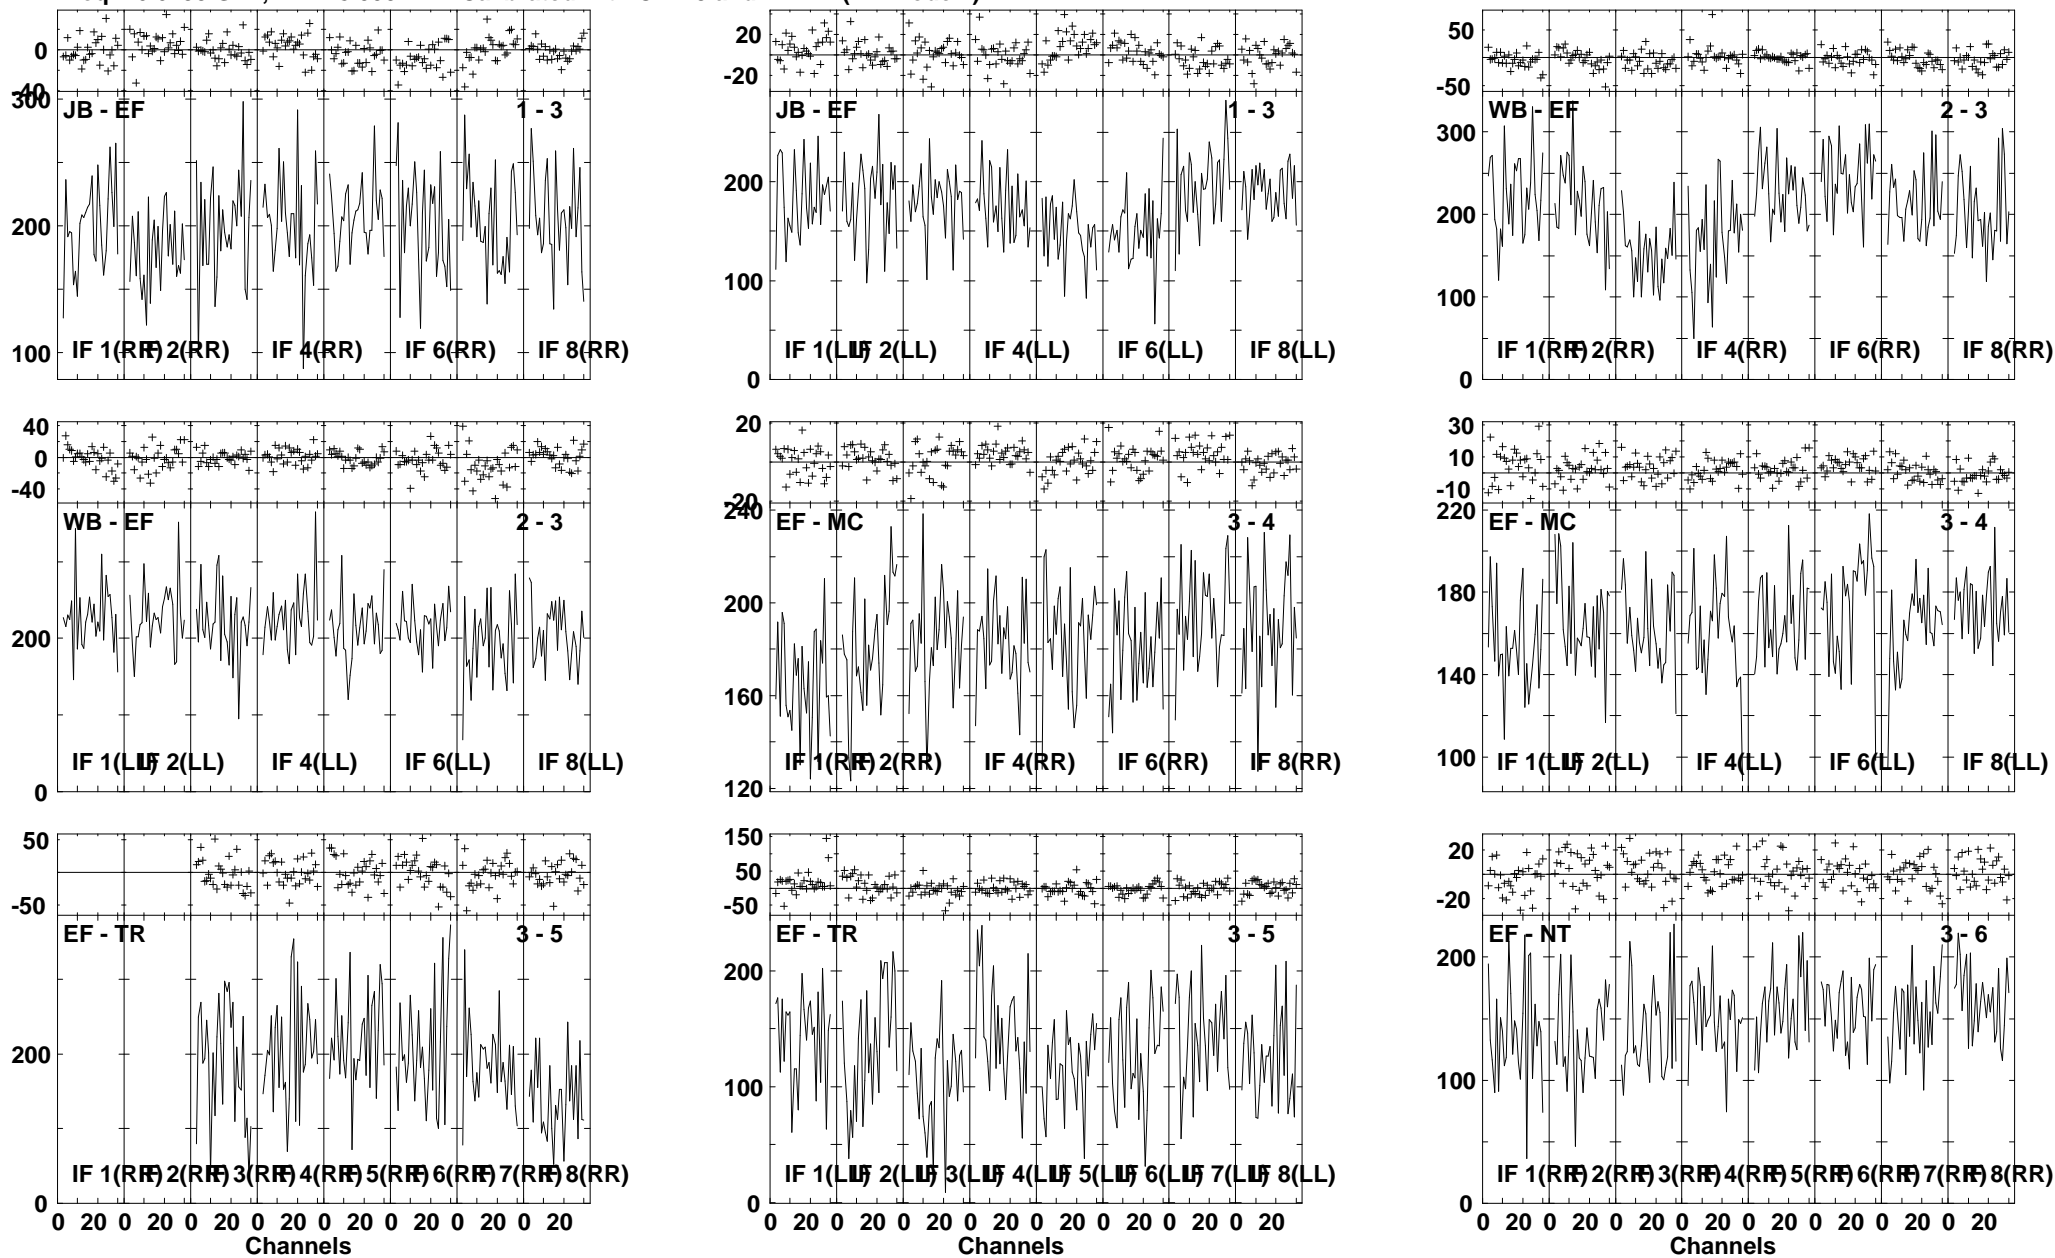 0
40
300
200
100
JB - EF 1 - 3
IF 1(RR) IF 2(RR) IF 4(RR) IF 6(RR) IF 8(RR)
20
-20
200
100
0
JB - EF 1 - 3
IF 1(LL) IF 2(LL) IF 4(LL) IF 6(LL) IF 8(LL)
50
-50
300
200
100
0
WB - EF 2 - 3
IF 1(RR) IF 2(RR) IF 4(RR) IF 6(RR) IF 8(RR)
40
0
-40
200
0
WB - EF 2 - 3
IF 1(LL) IF 2(LL) IF 4(LL) IF 6(LL) IF 8(LL)
20
-20
240
200
160
120
EF - MC 3 - 4
IF 1(RR) IF 2(RR) IF 4(RR) IF 6(RR) IF 8(RR)
30
10
-10
220
180
140
100
EF - MC 3 - 4
IF 1(LL) IF 2(LL) IF 4(LL) IF 6(LL) IF 8(LL)
50
-50
200
0
EF - TR 3 - 5
IF 1(RR) IF 2(RR) IF 3(RR) IF 4(RR) IF 5(RR) IF 6(RR) IF 7(RR) IF 8(RR)
0 20 0 20 0 20 0 20 0 20 0 20 0 20 0 20
Channels
150
50
-50
200
100
0
EF - TR 3 - 5
IF 1(LL) IF 2(LL) IF 3(LL) IF 4(LL) IF 5(LL) IF 6(LL) IF 7(LL) IF 8(LL)
0 20 0 20 0 20 0 20 0 20 0 20 0 20 0 20
Channels
20
-20
200
100
0
EF - NT 3 - 6
IF 1(RR) IF 2(RR) IF 3(RR) IF 4(RR) IF 5(RR) IF 6(RR) IF 7(RR) IF 8(RR)
0 20 0 20 0 20 0 20 0 20 0 20 0 20 0 20
Channels